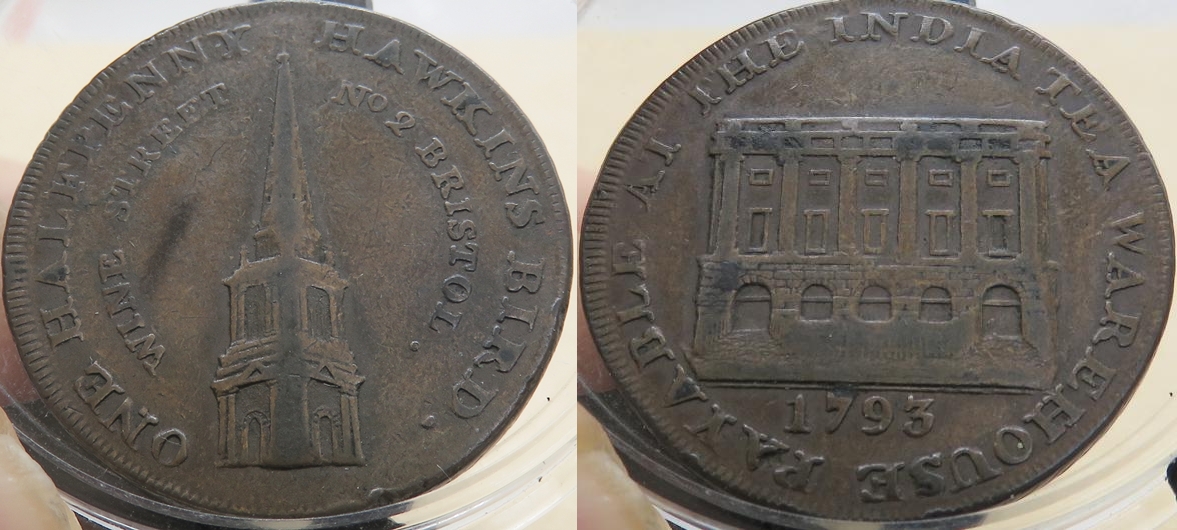 ONE HALFPENNY HAWKINS BIRD.
WINE STREET No 2 BRISTOL.
PAYABLE AT THE INDIA TEA WAREHOUSE
1793